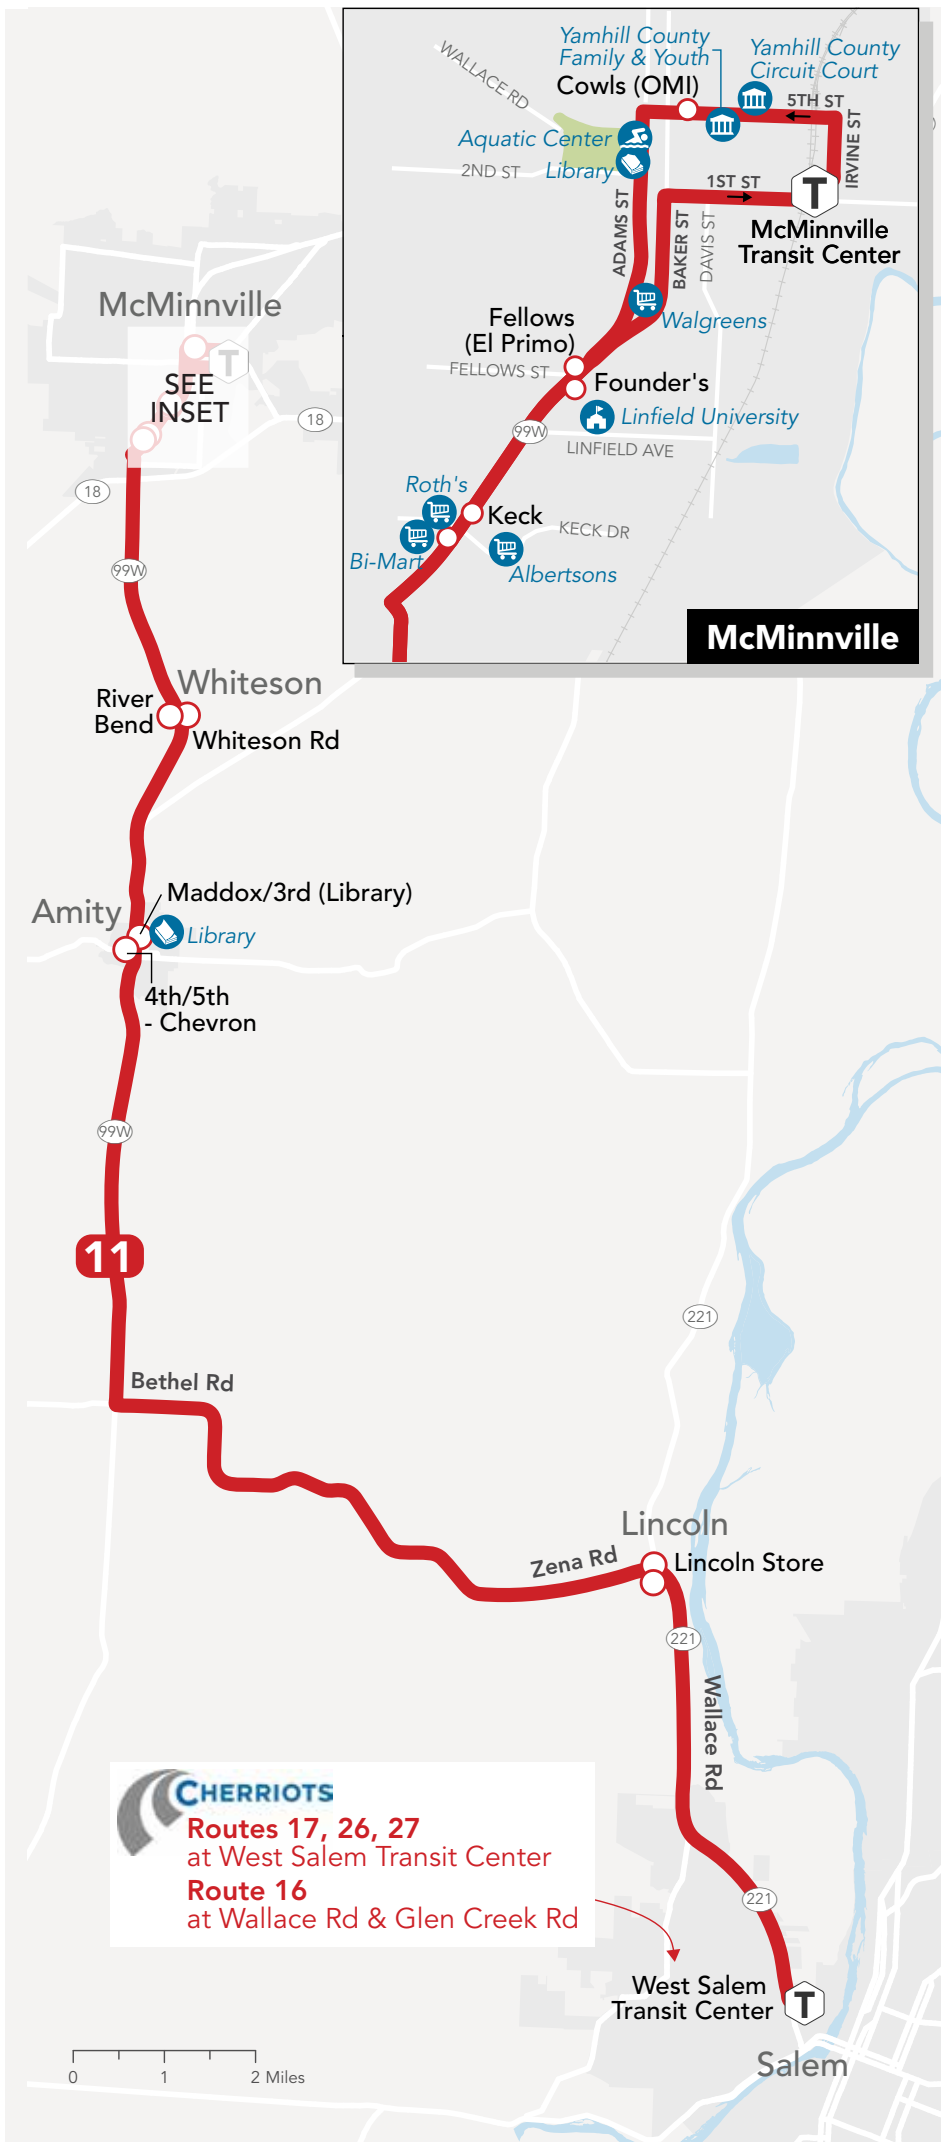 Yamhill County
Family & Youth
Yamhill County
Circuit Court
WALLACE RD
Cowls (OMI)
5TH ST
Aquatic Center
2ND ST
Library
IRVINE ST
1ST ST
T
ADAMS ST
BAKER ST
DAVIS ST
McMinnville
Transit Center
Walgreens
Fellows
(El Primo)
FELLOWS ST
Founder's
Linfield University
99W
LINFIELD AVE
Roth's
Keck
KECK DR
Bi-Mart
Albertsons
McMinnville
McMinnville
T
SEE
INSET
18
18
99W
Whiteson
River
Bend
Whiteson Rd
Maddox/3rd (Library)
Amity
Library
4th/5th
- Chevron
99W
11
221
Bethel Rd
Lincoln
Lincoln Store
Zena Rd
221
Wallace Rd
CHERRIOTS
Routes 17, 26, 27
at West Salem Transit Center
Route 16
at Wallace Rd & Glen Creek Rd
221
West Salem
Transit Center
T
Salem
0 1 2 Miles